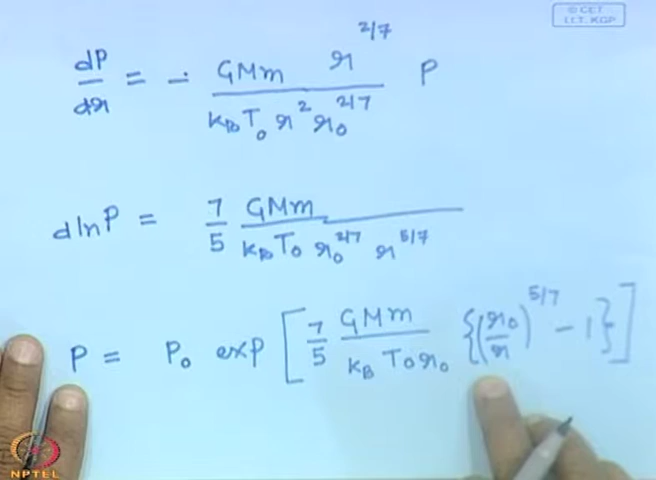 © CET
I.I.T. KGP
dP/dr = - GMm r^2/7 / k_B T_0 r^2 r_0^2/7 P
dlnP = 7/5 GMm / k_B T_0 r_0^2/7 r^5/7
P = P_0 exp [ 7/5 GMm / k_B T_0 r_0 { (r_0/r)^5/7 - 1 } ]
NPTEL